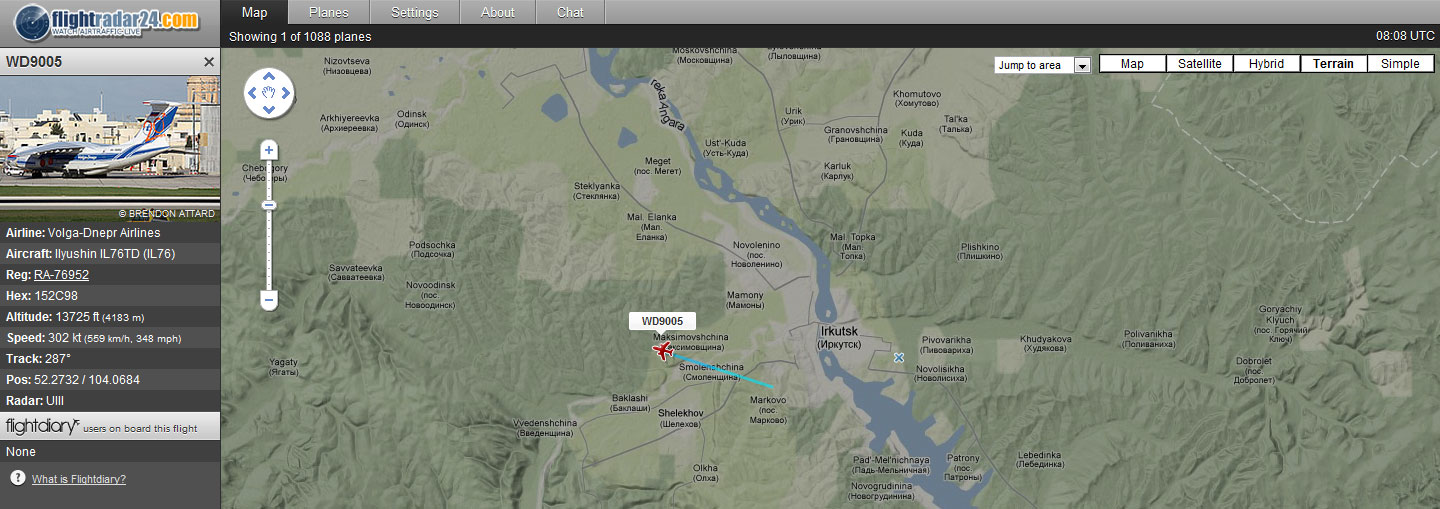 flightradar24.com
WATCH AIRTRAFFIC LIVE
Map Planes Settings About Chat
Showing 1 of 1088 planes
08:08 UTC
WD9005
Volga-Dnepr
© BRENDON ATTARD
Airline: Volga-Dnepr Airlines
Aircraft: Ilyushin IL76TD (IL76)
Reg: RA-76952
Hex: 152C98
Altitude: 13725 ft (4183 m)
Speed: 302 kt (559 km/h, 348 mph)
Track: 287°
Pos: 52.2732 / 104.0684
Radar: UIII
flightdiary users on board this flight
None
? What is Flightdiary?
Jump to area
Map Satellite Hybrid Terrain Simple
Moskovshchina
(Московщина)
(Лыловщина)
Nizovtseva
(Низовцева)
reka Angara
Khomutovo
(Хомутово)
Arkhiyereevka
(Архиереевка)
Odinsk
(Одинск)
Urik
(Урик)
Granovshchina
(Грановщина)
Kuda
(Куда)
Tal'ka
(Талька)
Ust'-Kuda
(Усть-Куда)
Meget
(пос. Мегет)
Karluk
(Карлук)
Steklyanka
(Стеклянка)
Mal. Elanka
(Мал.
Еланка)
Mal. Topka
(Мал.
Топка)
Podsochka
(Подсочка)
Novolenino
(пос.
Новоленино)
Plishkino
(Плишкино)
Savvateevka
(Савватеевка)
Novoodinsk
(пос.
Новоодинск)
Mamony
(Мамоны)
WD9005
Maksimovshchina
Irkutsk
(Иркутск)
Goryachiy
Klyuch
(пос. Горячий
Ключ)
Pivovarikha
(Пивовариха)
Khudyakova
(Худякова)
Polivanikha
(Поливаниха)
Yagaty
(Ягаты)
Smolenshchina
(Смоленщина)
Novolisikha
(Новолисиха)
Dobrolet
(пос.
Добролет)
Baklashi
(Баклаши)
Markovo
(пос.
Марково)
Shelekhov
(Шелехов)
Vvedenshchina
(Введенщина)
Olkha
(Олха)
Pad'-Mel'nichnaya
(Падь-Мельничная)
Patrony
(пос.
Патроны)
Lebedinka
(Лебединка)
Novogrudinina
(Новогрудинина)